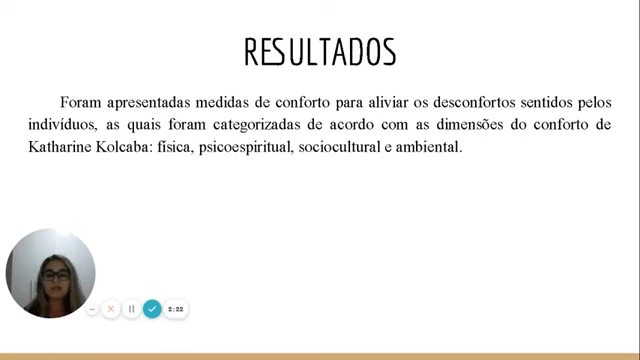 RESULTADOS
Foram apresentadas medidas de conforto para aliviar os desconfortos sentidos pelos
indivíduos, as quais foram categorizadas de acordo com as dimensões do conforto de
Katharine Kolcaba: física, psicoespiritual, sociocultural e ambiental.
2:22